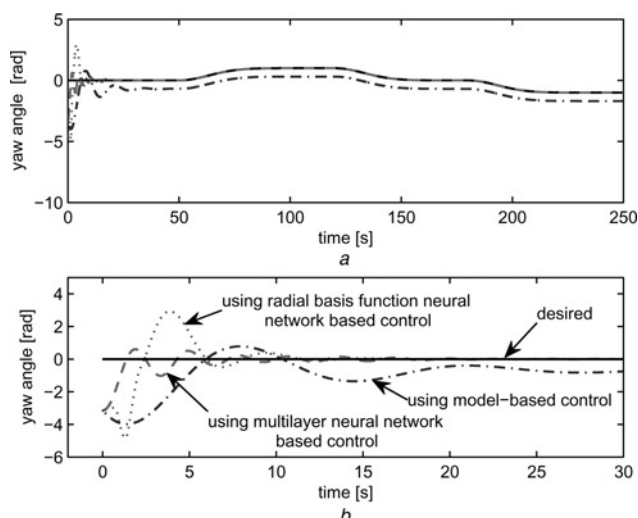 5
0
−5
−10
yaw angle [rad]
0
50
100
150
200
250
time [s]
a
4
2
0
−2
−4
−6
yaw angle [rad]
using radial basis function neural
network based control
desired
using model−based control
using multilayer neural network
based control
0
5
10
15
20
25
30
time [s]
b